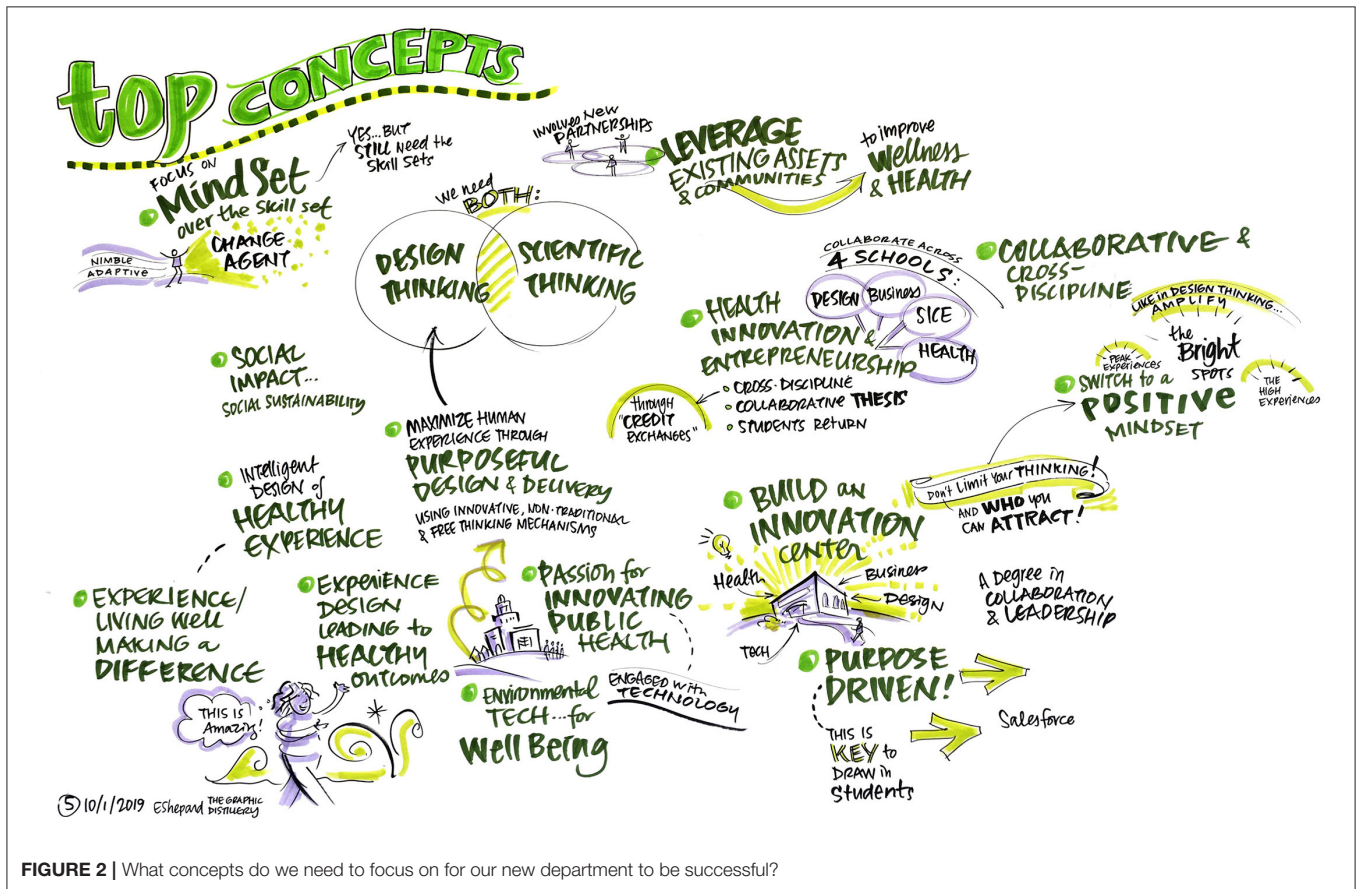 top CONCEPTS
FOCUS ON
MindSet
over the skill set
YES...BUT
STILL Need the
Skill Sets
NIMBLE
ADAPTIVE
CHANGE
AGENT
INVOLVES New
PARTNERSHIPS
LEVERAGE
EXISTING ASSETS
& COMMUNITIES
to improve
Wellness
& HEALTH
We need
BOTH:
DESIGN
THINKING
SCIENTIFIC
THINKING
COLLABORATE ACROSS
4 SCHOOLS:
DESIGN
Business
SICE
HEALTH
COLLABORATIVE &
CROSS-
DISCIPLINE
HEALTH
INNOVATION &
ENTREPRENEURSHIP
CROSS-DISCIPLINE
COLLABORATIVE THESIS
STUDENTS RETURN
through
"CREDIT
EXCHANGES"
LIKE in DESIGN THINKING...
AMPLIFY
the
Bright
SPOTS
PEAK
EXPERIENCES
THE
HIGH
EXPERIENCES
SWITCH to a
POSITIVE
MINDSET
SOCIAL
IMPACT...
SOCIAL SUSTAINABILITY
MAXIMIZE HUMAN
EXPERIENCE THROUGH
PURPOSEFUL
DESIGN & DELIVERY
USING INNOVATIVE, NON-TRADITIONAL
& FREE THINKING MECHANISMS
INTelligent
DESIGN of
HEALTHY
EXPERIENCE
BUILD an
INNOVATION
center
Health
Business
Design
TECH
Don't Limit Your THINKING!
AND WHO you
CAN ATTRACT!
EXPERIENCE/
LIVING Well
MAKING a
DIFFERENCE
EXPERIENCE
DESIGN
LEADING to
HEALTHY
outcomes
PASSION for
INNOVATING
PUBLIC
HEALTH
A Degree in
COLLABORATION
& LEADERSHIP
THIS IS
Amazing!
ENVIRONmental
TECH...for
Well Being
ENGAGED with
TECHNOLOGY
PURPOSE
DRIVEN!
Salesforce
THIS IS
KEY to
DRAW in
Students
5 10/1/2019 EShepard THE GRAPHIC
DISTILLERY
FIGURE 2 | What concepts do we need to focus on for our new department to be successful?